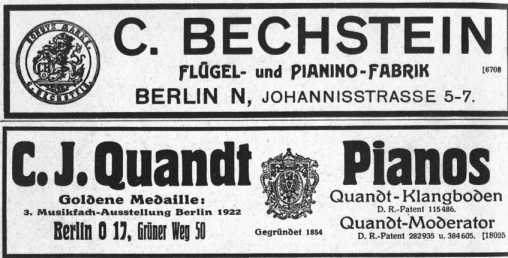 C. BECHSTEIN
FLÜGEL- und PIANINO-FABRIK [6708
BERLIN N, JOHANNISSTRASSE 5-7.
C. J. Quandt
Goldene Medaille:
3. Musikfach-Ausstellung Berlin 1922
Berlin O 17, Grüner Weg 50
Gegründet 1854
Pianos
Quandt-Klangboden
D. R.-Patent 115486.
Quandt-Moderator
D. R.-Patent 282935 u. 384605. [18095